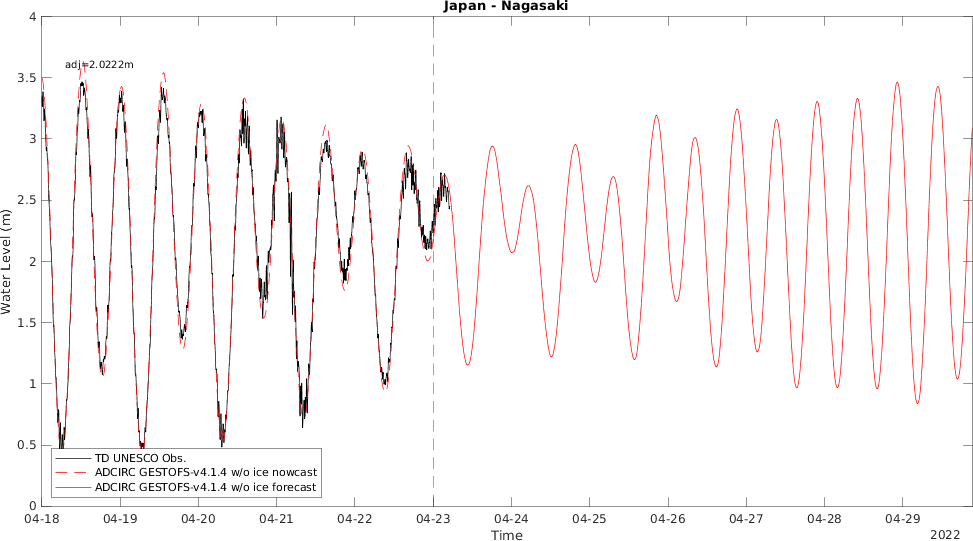 Japan - Nagasaki
4
3.5
3
2.5
2
1.5
1
0.5
0
Water Level (m)
adj=2.0222m
TD UNESCO Obs.
ADCIRC GESTOFS-v4.1.4 w/o ice nowcast
ADCIRC GESTOFS-v4.1.4 w/o ice forecast
04-18 04-19 04-20 04-21 04-22 04-23 04-24 04-25 04-26 04-27 04-28 04-29
Time
2022